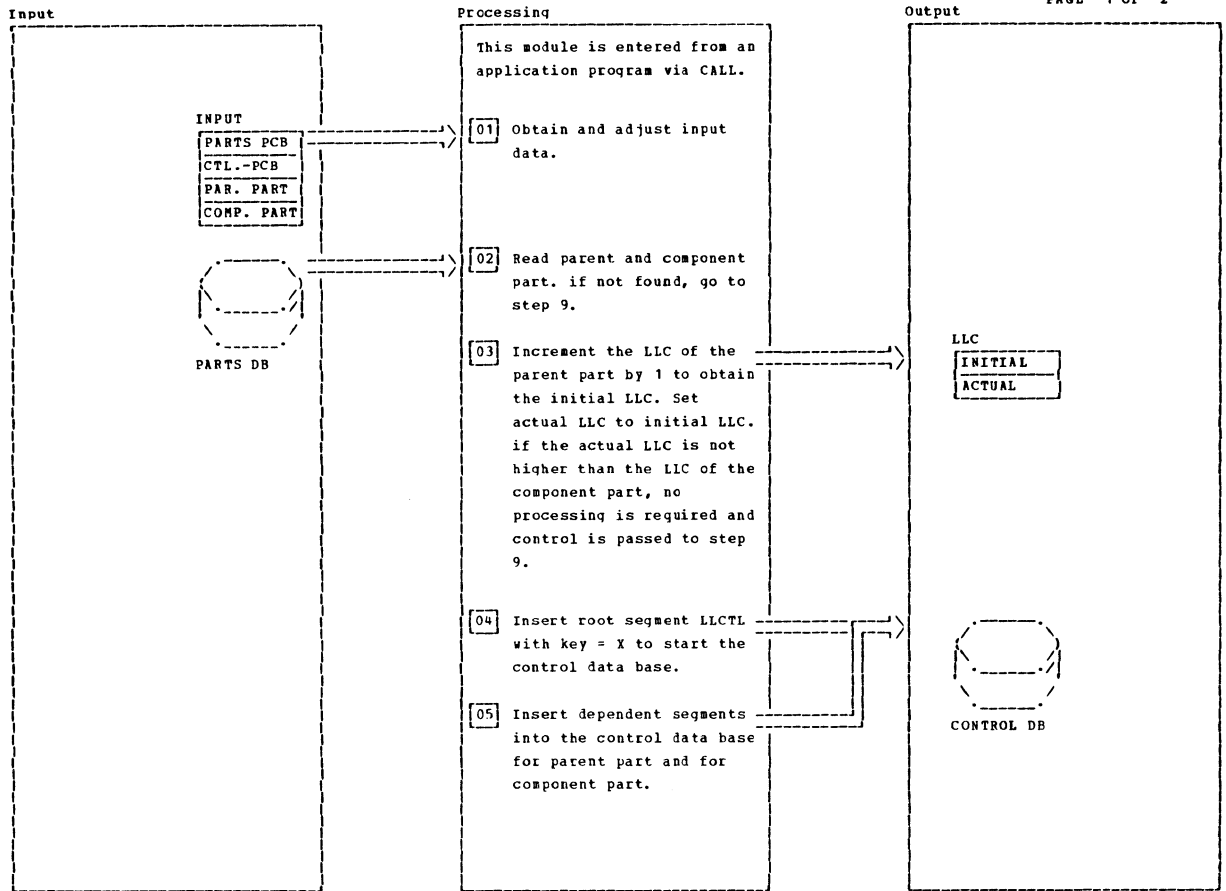 PAGE 1 OF 2
Input
Processing
Output
This module is entered from an
application program via CALL.
INPUT
PARTS PCB
CTL.-PCB
PAR. PART
COMP. PART
01 Obtain and adjust input
data.
PARTS DB
02 Read parent and component
part. if not found, go to
step 9.
03 Increment the LLC of the
parent part by 1 to obtain
the initial LLC. Set
actual LLC to initial LLC.
if the actual LLC is not
higher than the LLC of the
component part, no
processing is required and
control is passed to step
9.
LLC
INITIAL
ACTUAL
04 Insert root segment LLCTL
with key = X to start the
control data base.
05 Insert dependent segments
into the control data base
for parent part and for
component part.
CONTROL DB